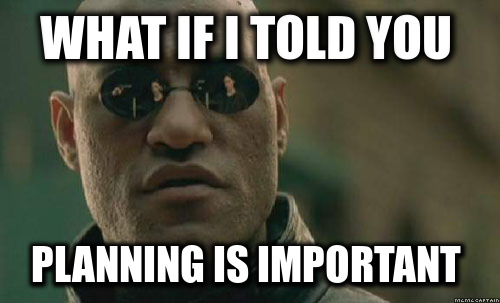 WHAT IF I TOLD YOU
PLANNING IS IMPORTANT